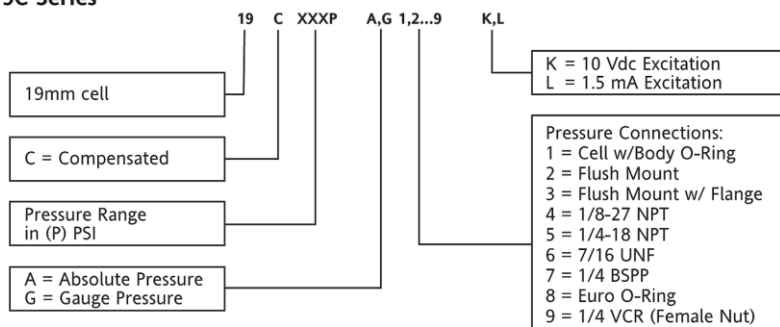 19 C XXXP A,G 1,2...9 K,L
19mm cell
C = Compensated
Pressure Range
in (P) PSI
A = Absolute Pressure
G = Gauge Pressure
K = 10 Vdc Excitation
L = 1.5 mA Excitation
Pressure Connections:
1 = Cell w/Body O-Ring
2 = Flush Mount
3 = Flush Mount w/ Flange
4 = 1/8-27 NPT
5 = 1/4-18 NPT
6 = 7/16 UNF
7 = 1/4 BSPP
8 = Euro O-Ring
9 = 1/4 VCR (Female Nut)